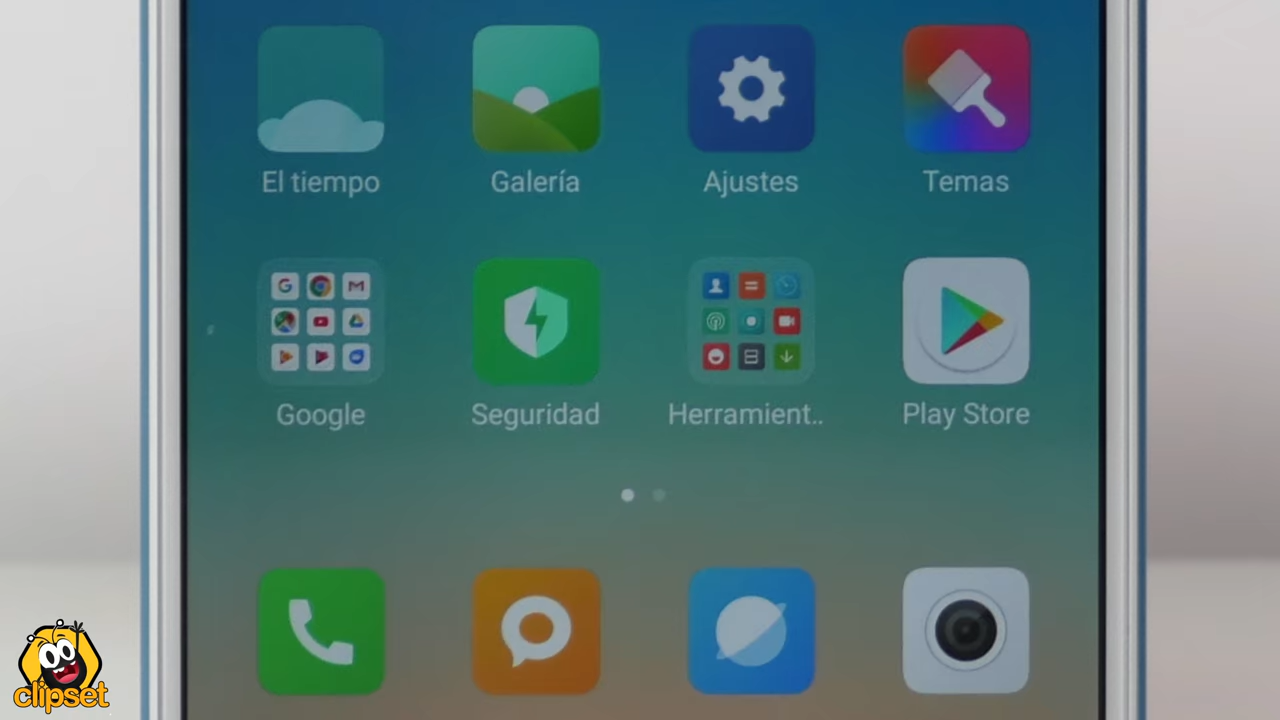 El tiempo
Galería
Ajustes
Temas
Google
Seguridad
Herramient..
Play Store
clipset